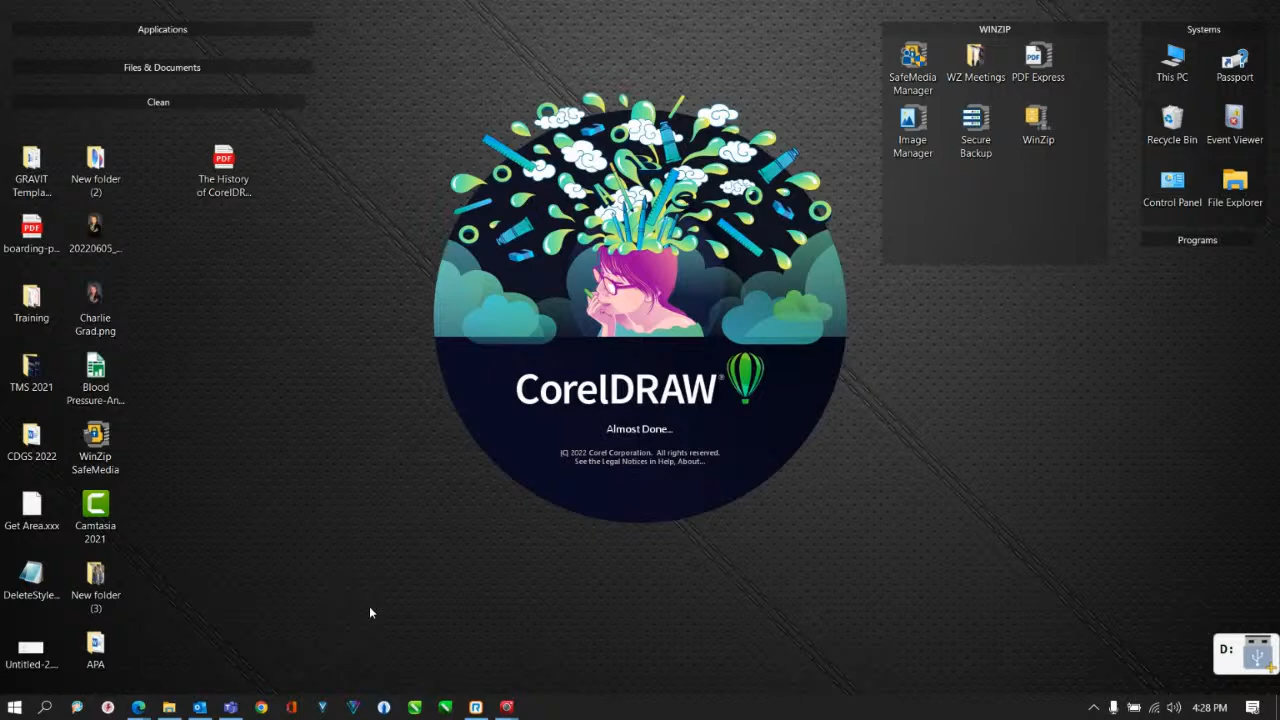 Applications
Files & Documents
Clean
GRAVIT
Templa...
New folder
(2)
The History
of CorelDR...
boarding-p...
20220605_...
Training
Charlie
Grad.png
TMS 2021
Blood
Pressure-An...
CDGS 2022
WinZip
SafeMedia
Get Area.xxx
Camtasia
2021
DeleteStyle...
New folder
(3)
Untitled-2...
APA
PDF
PDF
CorelDRAW®
Almost Done...
(C) 2022 Corel Corporation. All rights reserved.
See the Legal Notices in Help, About...
WINZIP
SafeMedia
Manager
WZ Meetings
PDF Express
PDF
Image
Manager
Secure
Backup
WinZip
Systems
This PC
Passport
Recycle Bin
Event Viewer
Control Panel
File Explorer
Programs
D:
4:28 PM